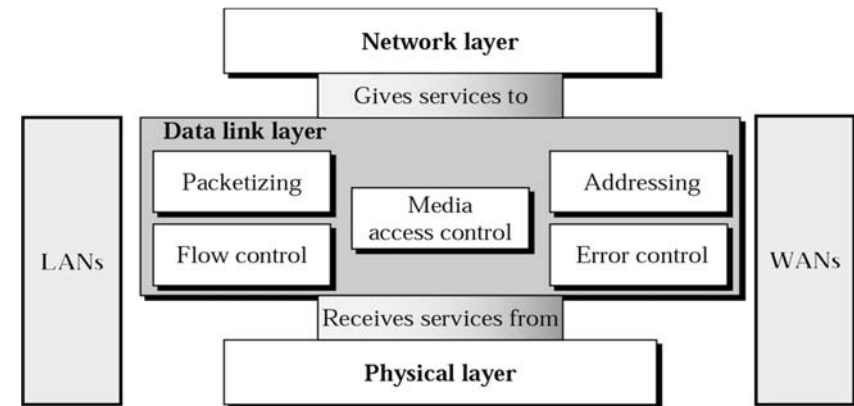 Network layer
Gives services to
Data link layer
Packetizing
Addressing
Media
access control
Flow control
Error control
LANs
WANs
Receives services from
Physical layer